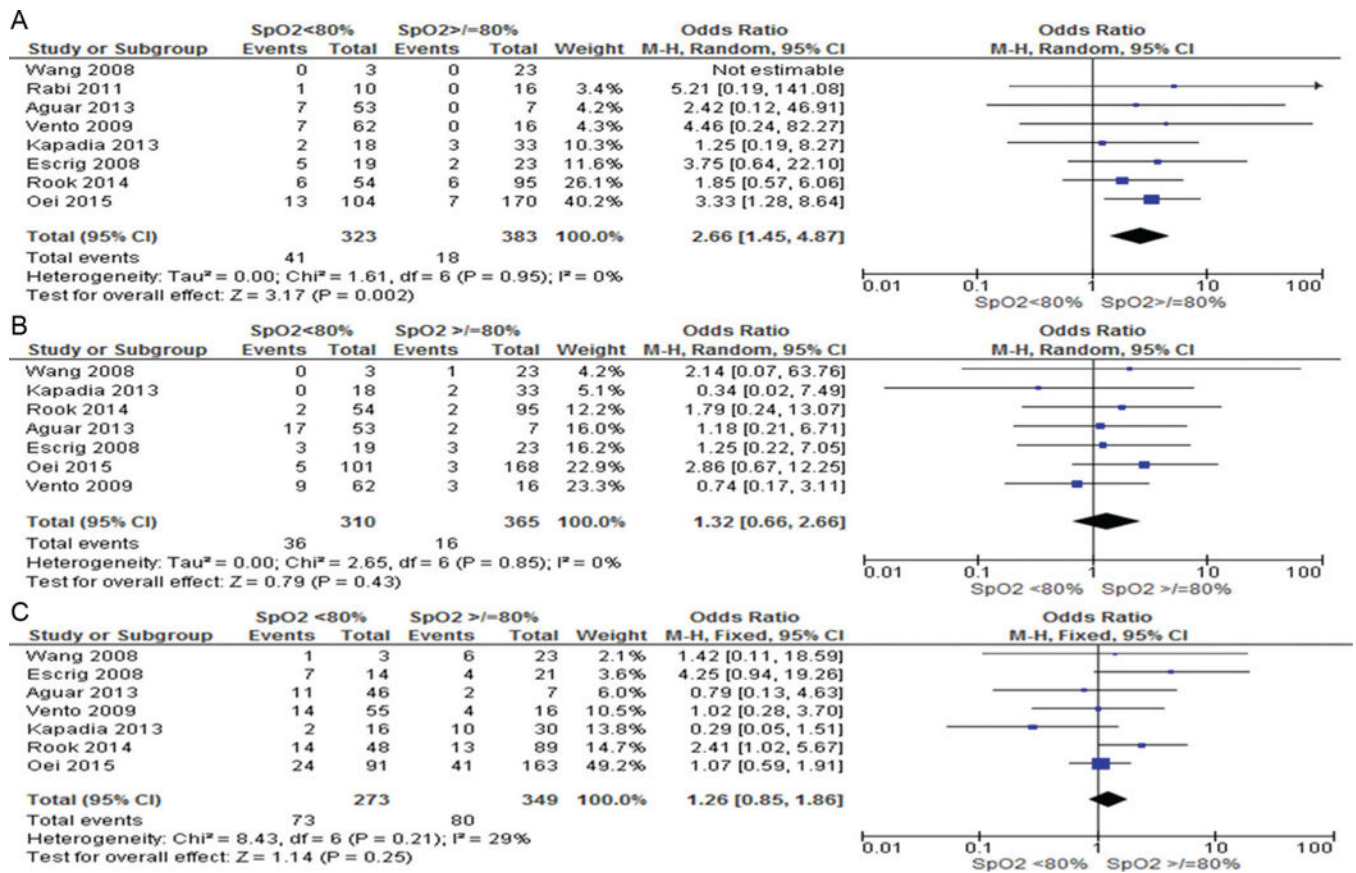 A
SpO2<80% SpO2>/=80% Odds Ratio Odds Ratio
Study or Subgroup Events Total Events Total Weight M-H, Random, 95% CI M-H, Random, 95% CI
Wang 2008 0 3 0 23 Not estimable
Rabi 2011 1 10 0 16 3.4% 5.21 [0.19, 141.08]
Aguar 2013 7 53 0 7 4.2% 2.42 [0.12, 46.91]
Vento 2009 7 62 0 16 4.3% 4.46 [0.24, 82.27]
Kapadia 2013 2 18 3 33 10.3% 1.25 [0.19, 8.27]
Escrig 2008 5 19 2 23 11.6% 3.75 [0.64, 22.10]
Rook 2014 6 54 6 95 26.1% 1.85 [0.57, 6.06]
Oei 2015 13 104 7 170 40.2% 3.33 [1.28, 8.64]
Total (95% CI) 323 383 100.0% 2.66 [1.45, 4.87]
Total events 41 18
Heterogeneity: Tau² = 0.00; Chi² = 1.61, df = 6 (P = 0.95); I² = 0%
Test for overall effect: Z = 3.17 (P = 0.002)
0.01 0.1 1 10 100
SpO2<80% SpO2>/=80%
B
SpO2<80% SpO2 >/=80% Odds Ratio Odds Ratio
Study or Subgroup Events Total Events Total Weight M-H, Random, 95% CI M-H, Random, 95% CI
Wang 2008 0 3 1 23 4.2% 2.14 [0.07, 63.76]
Kapadia 2013 0 18 2 33 5.1% 0.34 [0.02, 7.49]
Rook 2014 2 54 2 95 12.2% 1.79 [0.24, 13.07]
Aguar 2013 17 53 2 7 16.0% 1.18 [0.21, 6.71]
Escrig 2008 3 19 3 23 16.2% 1.25 [0.22, 7.05]
Oei 2015 5 101 3 168 22.9% 2.86 [0.67, 12.25]
Vento 2009 9 62 3 16 23.3% 0.74 [0.17, 3.11]
Total (95% CI) 310 365 100.0% 1.32 [0.66, 2.66]
Total events 36 16
Heterogeneity: Tau² = 0.00; Chi² = 2.65, df = 6 (P = 0.85); I² = 0%
Test for overall effect: Z = 0.79 (P = 0.43)
0.01 0.1 1 10 100
SpO2 <80% SpO2 >/=80%
C
SpO2 <80% SpO2 >/=80% Odds Ratio Odds Ratio
Study or Subgroup Events Total Events Total Weight M-H, Fixed, 95% CI M-H, Fixed, 95% CI
Wang 2008 1 3 6 23 2.1% 1.42 [0.11, 18.59]
Escrig 2008 7 14 4 21 3.6% 4.25 [0.94, 19.26]
Aguar 2013 11 46 2 7 6.0% 0.79 [0.13, 4.63]
Vento 2009 14 55 4 16 10.5% 1.02 [0.28, 3.70]
Kapadia 2013 2 16 10 30 13.8% 0.29 [0.05, 1.51]
Rook 2014 14 48 13 89 14.7% 2.41 [1.02, 5.67]
Oei 2015 24 91 41 163 49.2% 1.07 [0.59, 1.91]
Total (95% CI) 273 349 100.0% 1.26 [0.85, 1.86]
Total events 73 80
Heterogeneity: Chi² = 8.43, df = 6 (P = 0.21); I² = 29%
Test for overall effect: Z = 1.14 (P = 0.25)
0.01 0.1 1 10 100
SpO2 <80% SpO2 >/=80%